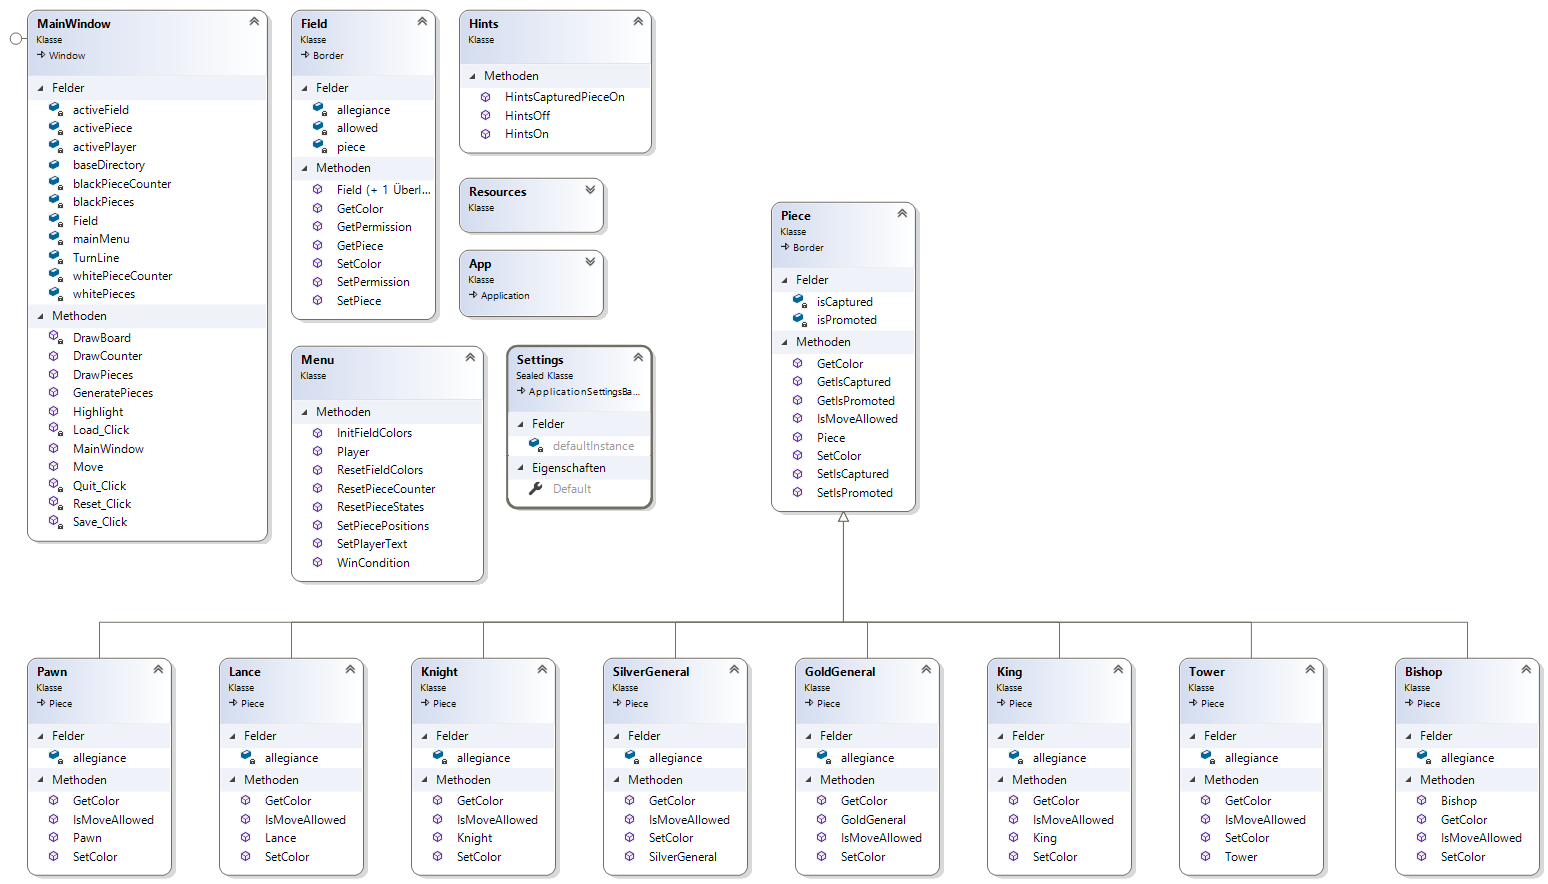 MainWindow
Klasse
Window
Felder
activeField
activePiece
activePlayer
baseDirectory
blackPieceCounter
blackPieces
Field
mainMenu
TurnLine
whitePieceCounter
whitePieces
Methoden
DrawBoard
DrawCounter
DrawPieces
GeneratePieces
Highlight
Load_Click
MainWindow
Move
Quit_Click
Reset_Click
Save_Click
Field
Klasse
Border
Felder
allegiance
allowed
piece
Methoden
Field (+ 1 Überl...
GetColor
GetPermission
GetPiece
SetColor
SetPermission
SetPiece
Hints
Klasse
Methoden
HintsCapturedPieceOn
HintsOff
HintsOn
Resources
Klasse
App
Klasse
Application
Menu
Klasse
Methoden
InitFieldColors
Player
ResetFieldColors
ResetPieceCounter
ResetPieceStates
SetPiecePositions
SetPlayerText
WinCondition
Settings
Sealed Klasse
ApplicationSettingsBa...
Felder
defaultInstance
Eigenschaften
Default
Piece
Klasse
Border
Felder
isCaptured
isPromoted
Methoden
GetColor
GetIsCaptured
GetIsPromoted
IsMoveAllowed
Piece
SetColor
SetIsCaptured
SetIsPromoted
Pawn
Klasse
Piece
Felder
allegiance
Methoden
GetColor
IsMoveAllowed
Pawn
SetColor
Lance
Klasse
Piece
Felder
allegiance
Methoden
GetColor
IsMoveAllowed
Lance
SetColor
Knight
Klasse
Piece
Felder
allegiance
Methoden
GetColor
IsMoveAllowed
Knight
SetColor
SilverGeneral
Klasse
Piece
Felder
allegiance
Methoden
GetColor
IsMoveAllowed
SetColor
SilverGeneral
GoldGeneral
Klasse
Piece
Felder
allegiance
Methoden
GetColor
GoldGeneral
IsMoveAllowed
SetColor
King
Klasse
Piece
Felder
allegiance
Methoden
GetColor
IsMoveAllowed
King
SetColor
Tower
Klasse
Piece
Felder
allegiance
Methoden
GetColor
IsMoveAllowed
SetColor
Tower
Bishop
Klasse
Piece
Felder
allegiance
Methoden
Bishop
GetColor
IsMoveAllowed
SetColor